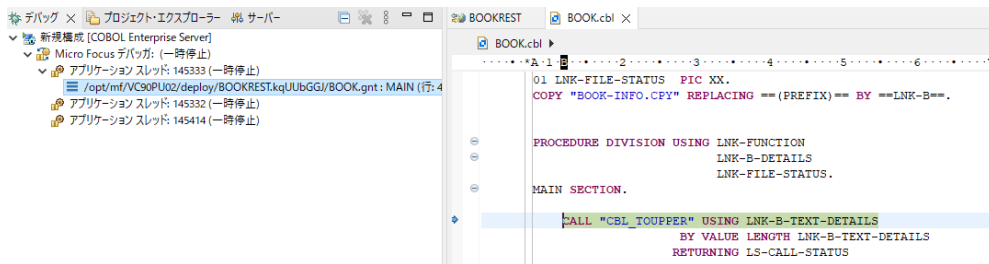 デバッグ プロジェクト・エクスプローラー サーバー
新規構成 [COBOL Enterprise Server]
Micro Focus デバッガ: (一時停止)
アプリケーション スレッド: 145333 (一時停止)
/opt/mf/VC90PU02/deploy/BOOKREST.kqUUbGGJ/BOOK.gnt : MAIN (行: 4
アプリケーション スレッド: 145332 (一時停止)
アプリケーション スレッド: 145414 (一時停止)
BOOKREST BOOK.cbl
BOOK.cbl
*A 1 B 2 3 4 5 6
01 LNK-FILE-STATUS PIC XX.
COPY "BOOK-INFO.CPY" REPLACING ==(PREFIX)== BY ==LNK-B==.
PROCEDURE DIVISION USING LNK-FUNCTION
LNK-B-DETAILS
LNK-FILE-STATUS.
MAIN SECTION.
CALL "CBL_TOUPPER" USING LNK-B-TEXT-DETAILS
BY VALUE LENGTH LNK-B-TEXT-DETAILS
RETURNING LS-CALL-STATUS